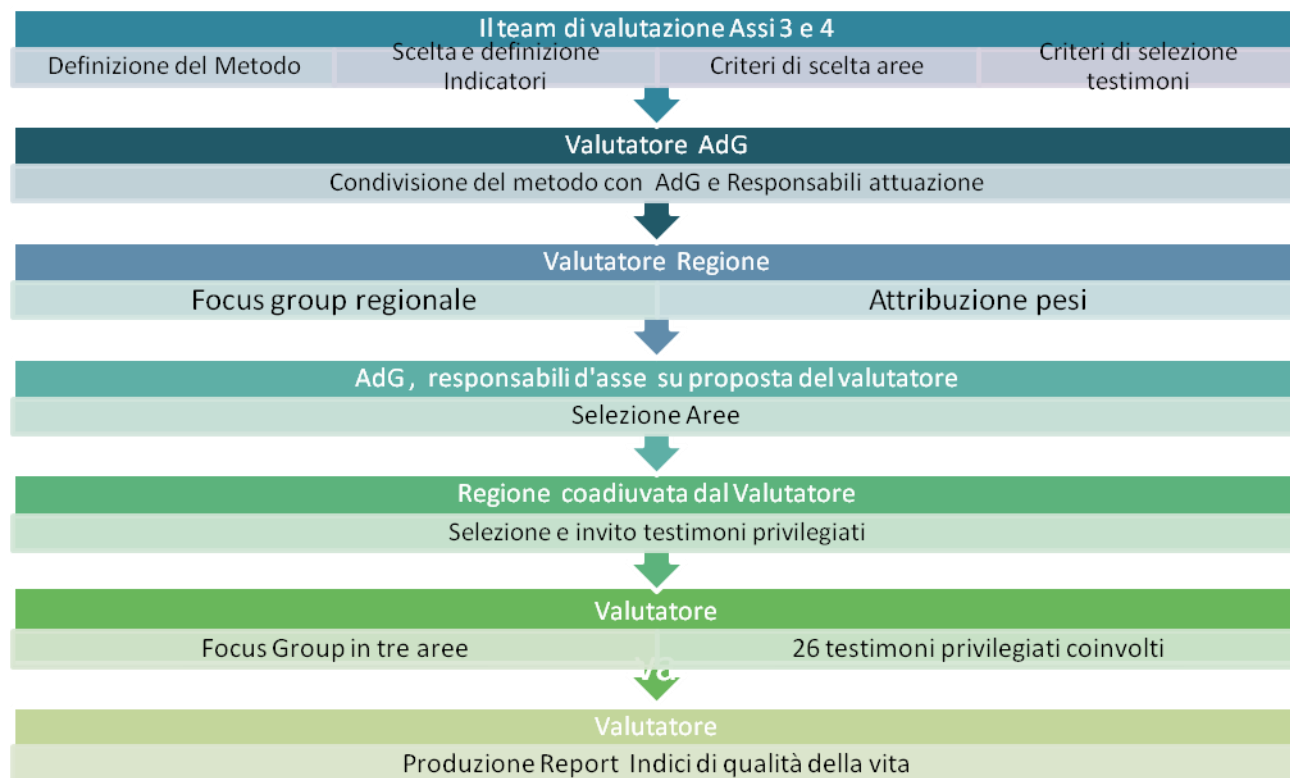 Il team di valutazione Assi 3 e 4
Definizione del Metodo
Scelta e definizione
Indicatori
Criteri di scelta aree
Criteri di selezione
testimoni
Valutatore AdG
Condivisione del metodo con AdG e Responsabili attuazione
Valutatore Regione
Focus group regionale
Attribuzione pesi
AdG , responsabili d'asse su proposta del valutatore
Selezione Aree
Regione coadiuvata dal Valutatore
Selezione e invito testimoni privilegiati
Valutatore
Focus Group in tre aree
26 testimoni privilegiati coinvolti
Valutatore
Produzione Report Indici di qualità della vita